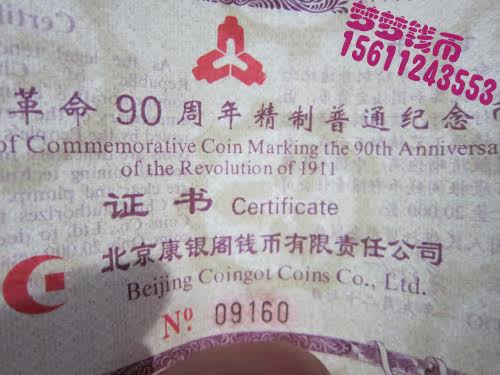 梦梦钱币
15611243553
革命90周年精制普通纪念
of Commemorative Coin Marking the 90th Anniversa
of the Revolution of 1911
证书 Certificate
北京康银阁钱币有限责任公司
Beijing Coingot Coins Co., Ltd.
Nº 09160